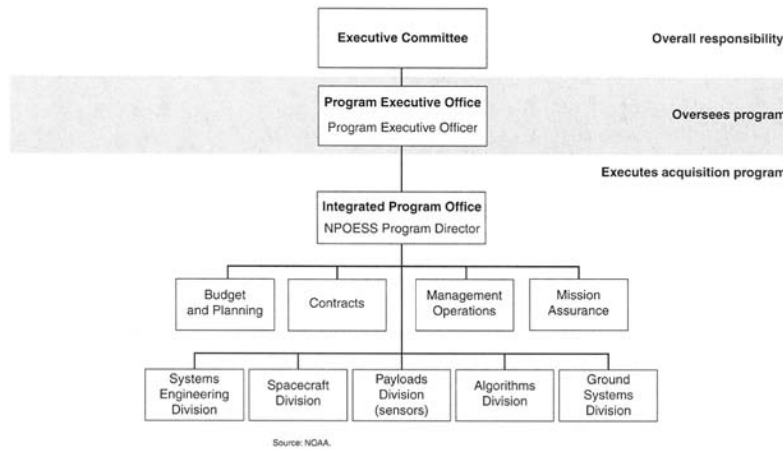 Executive Committee
Overall responsibility
Program Executive Office
Program Executive Officer
Oversees program
Executes acquisition program
Integrated Program Office
NPOESS Program Director
Budget
and Planning
Contracts
Management
Operations
Mission
Assurance
Systems
Engineering
Division
Spacecraft
Division
Payloads
Division
(sensors)
Algorithms
Division
Ground
Systems
Division
Source: NOAA.